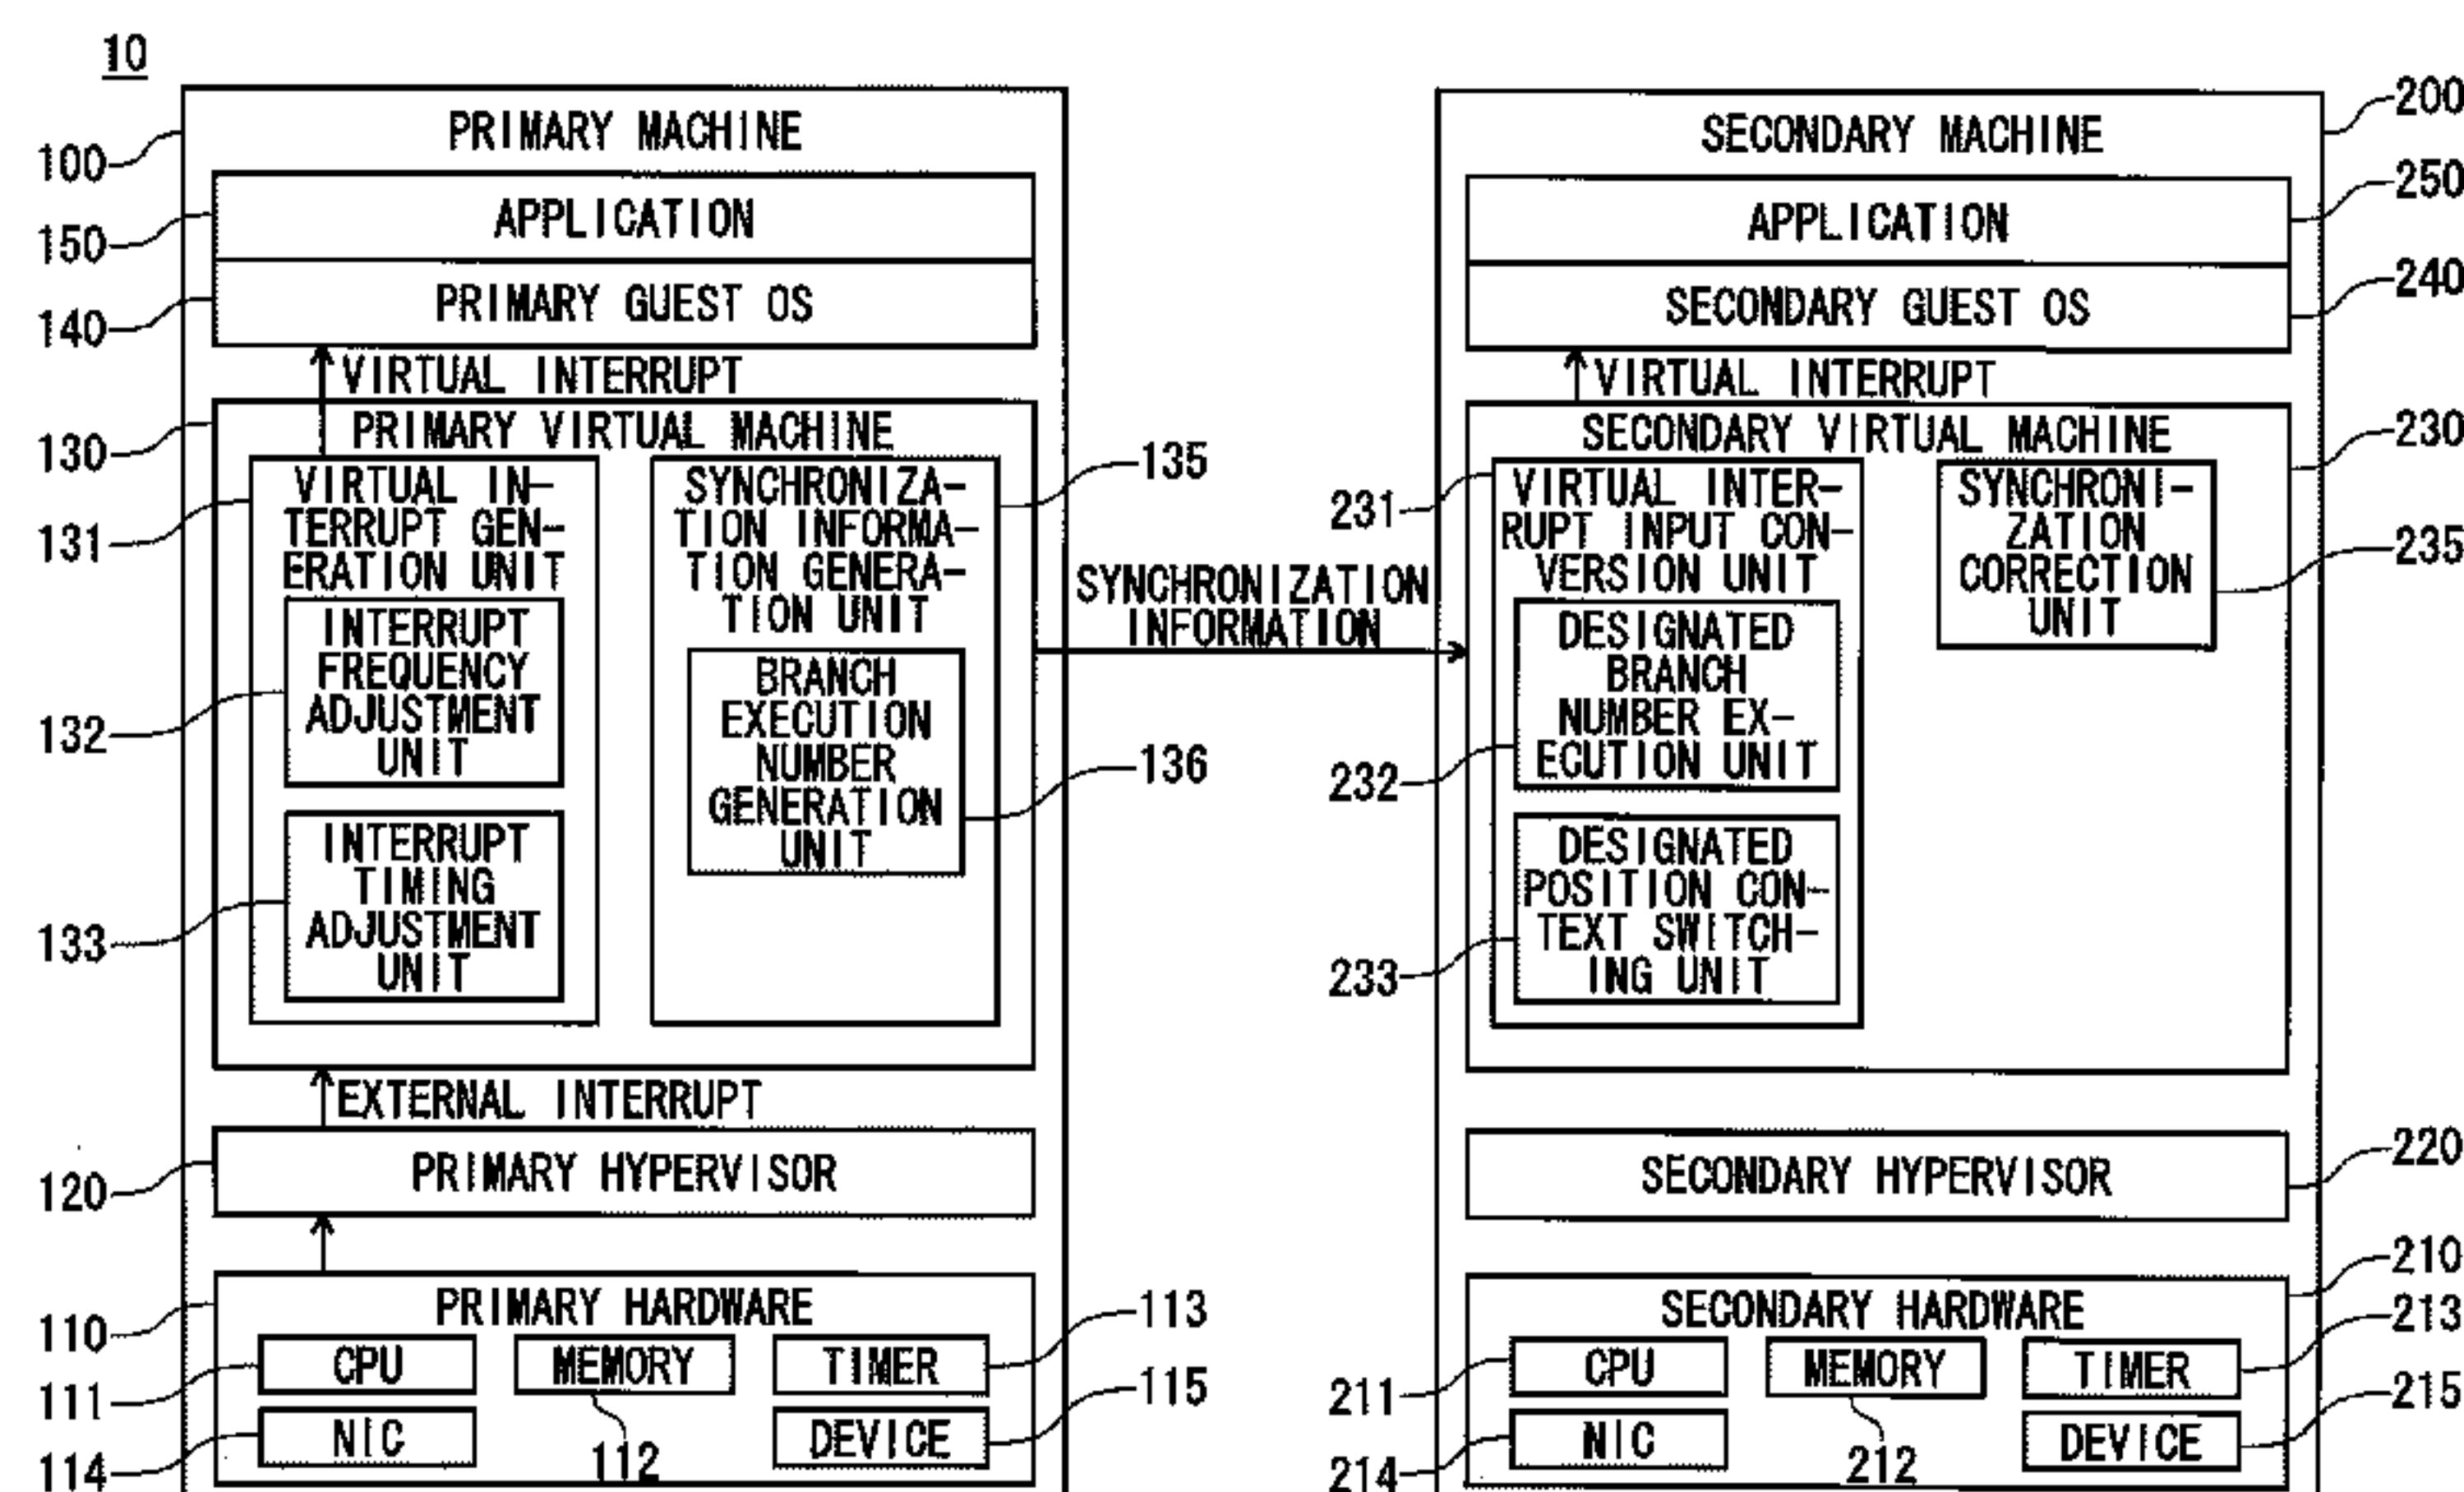 10
PRIMARY MACHINE
100
APPLICATION
150
PRIMARY GUEST OS
140
VIRTUAL INTERRUPT
PRIMARY VIRTUAL MACHINE
130
VIRTUAL IN-
TERRUPT GEN-
ERATION UNIT
131
INTERRUPT
FREQUENCY
ADJUSTMENT
UNIT
132
INTERRUPT
TIMING
ADJUSTMENT
UNIT
133
SYNCHRONIZA-
TION INFORMA-
TION GENERA-
TION UNIT
135
BRANCH
EXECUTION
NUMBER
GENERATION
UNIT
136
EXTERNAL INTERRUPT
PRIMARY HYPERVISOR
120
PRIMARY HARDWARE
110
CPU
111
MEMORY
112
TIMER
113
NIC
114
DEVICE
115
SYNCHRONIZATION
INFORMATION
SECONDARY MACHINE
200
APPLICATION
250
SECONDARY GUEST OS
240
VIRTUAL INTERRUPT
SECONDARY VIRTUAL MACHINE
230
VIRTUAL INTER-
RUPT INPUT CON-
VERSION UNIT
231
DESIGNATED
BRANCH
NUMBER EX-
ECUTION UNIT
232
DESIGNATED
POSITION CON-
TEXT SWITCH-
ING UNIT
233
SYNCHRONI-
ZATION
CORRECTION
UNIT
235
SECONDARY HYPERVISOR
220
SECONDARY HARDWARE
210
CPU
211
MEMORY
212
TIMER
213
NIC
214
DEVICE
215